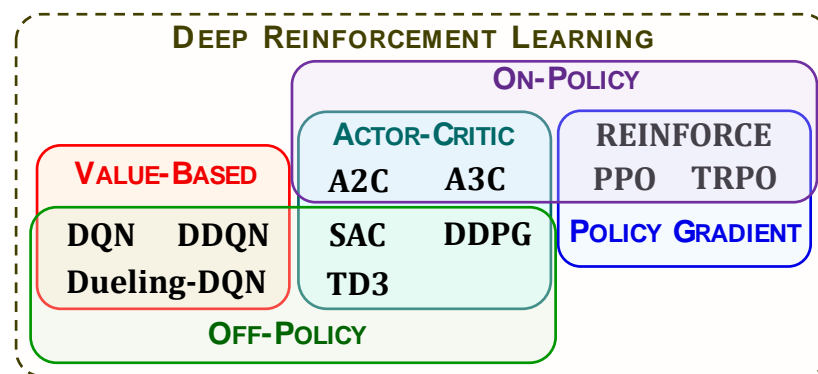 DEEP REINFORCEMENT LEARNING
ON-POLICY
ACTOR-CRITIC
REINFORCE
VALUE-BASED
A2C A3C
PPO TRPO
DQN DDQN
SAC DDPG
POLICY GRADIENT
Dueling-DQN
TD3
OFF-POLICY